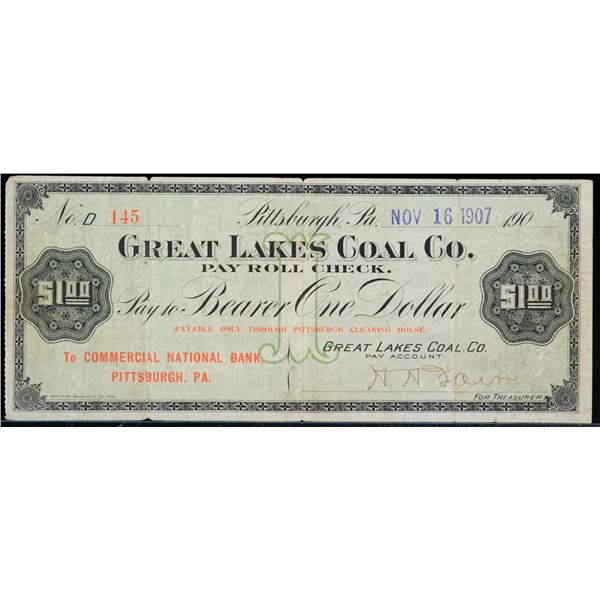 No. D 145 Pittsburgh, Pa. NOV 16 1907 190
GREAT LAKES COAL CO.
PAY ROLL CHECK.
$1.00 Pay to Bearer One Dollar $1.00
PAYABLE ONLY THROUGH PITTSBURGH CLEARING HOUSE.
To COMMERCIAL NATIONAL BANK, GREAT LAKES COAL CO.
PITTSBURGH, PA. PAY ACCOUNT.
FOR TREASURER